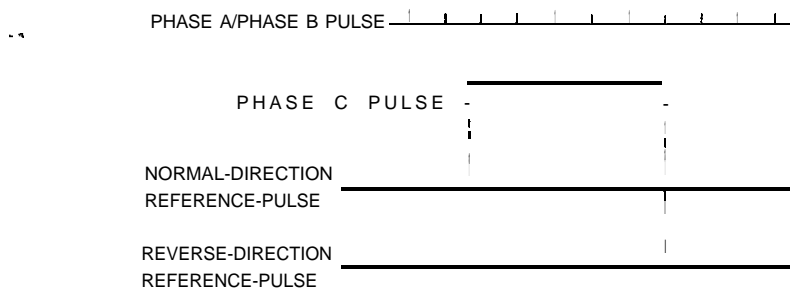 PHASE A/PHASE B PULSE
PHASE C PULSE
NORMAL-DIRECTION
REFERENCE-PULSE
REVERSE-DIRECTION
REFERENCE-PULSE